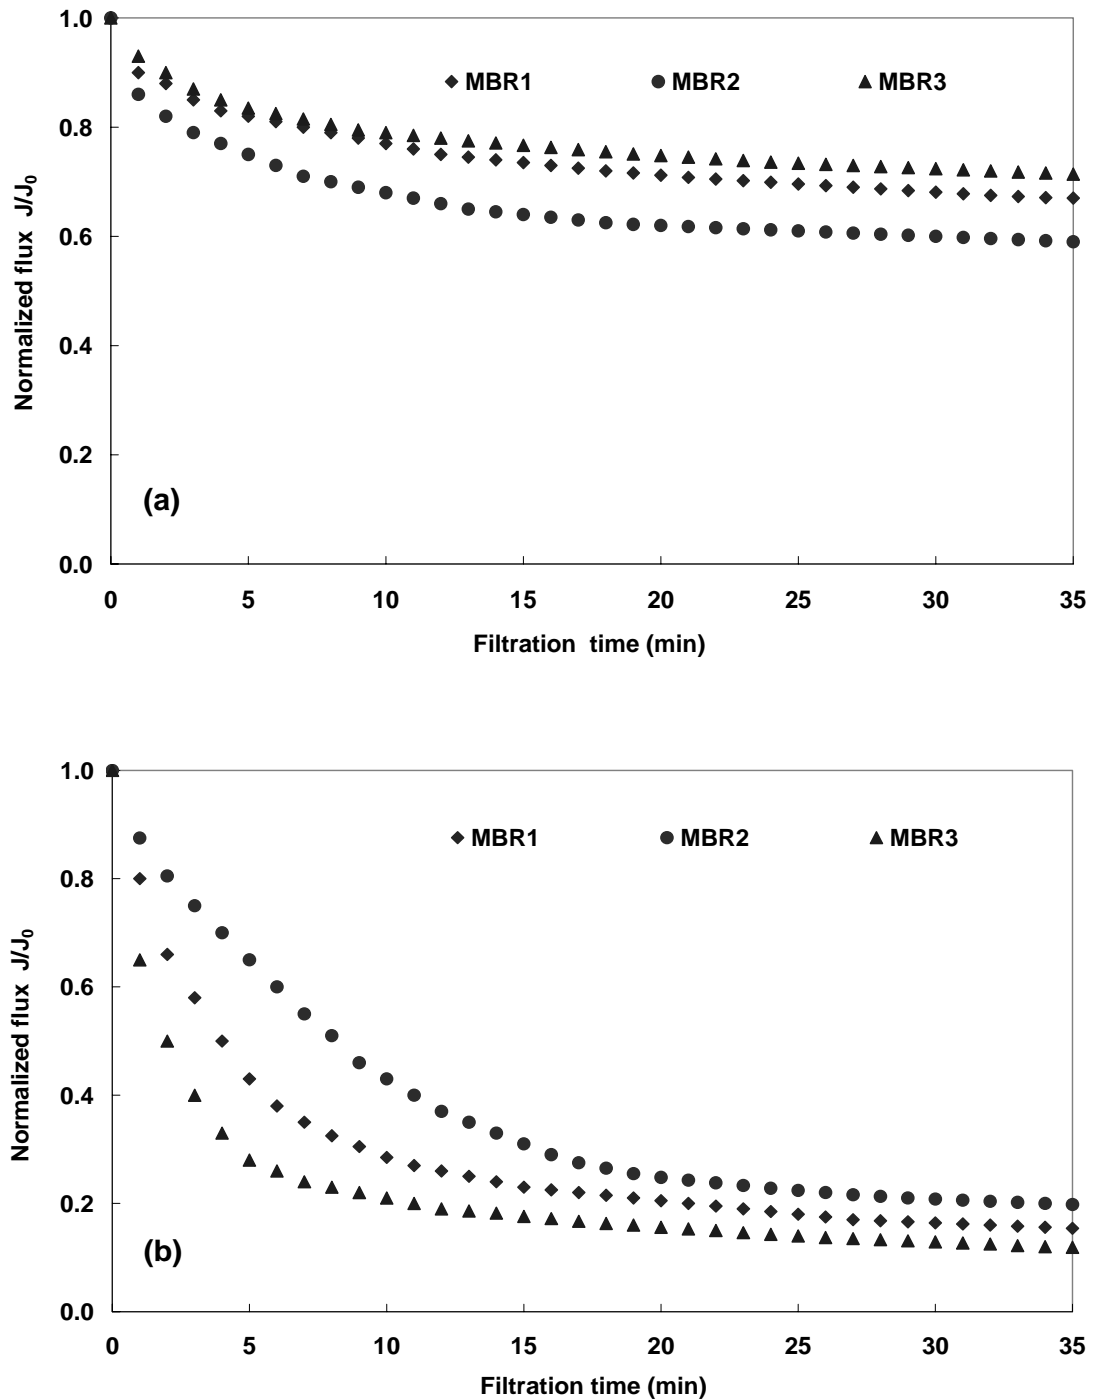 1.0
MBR1 MBR2 MBR3
0.8
0.6
0.4
0.2
(a)
0.0
0 5 10 15 20 25 30 35
Normalized flux J/J₀
Filtration time (min)
1.0
MBR1 MBR2 MBR3
0.8
0.6
0.4
0.2
(b)
0.0
0 5 10 15 20 25 30 35
Normalized flux J/J₀
Filtration time (min)